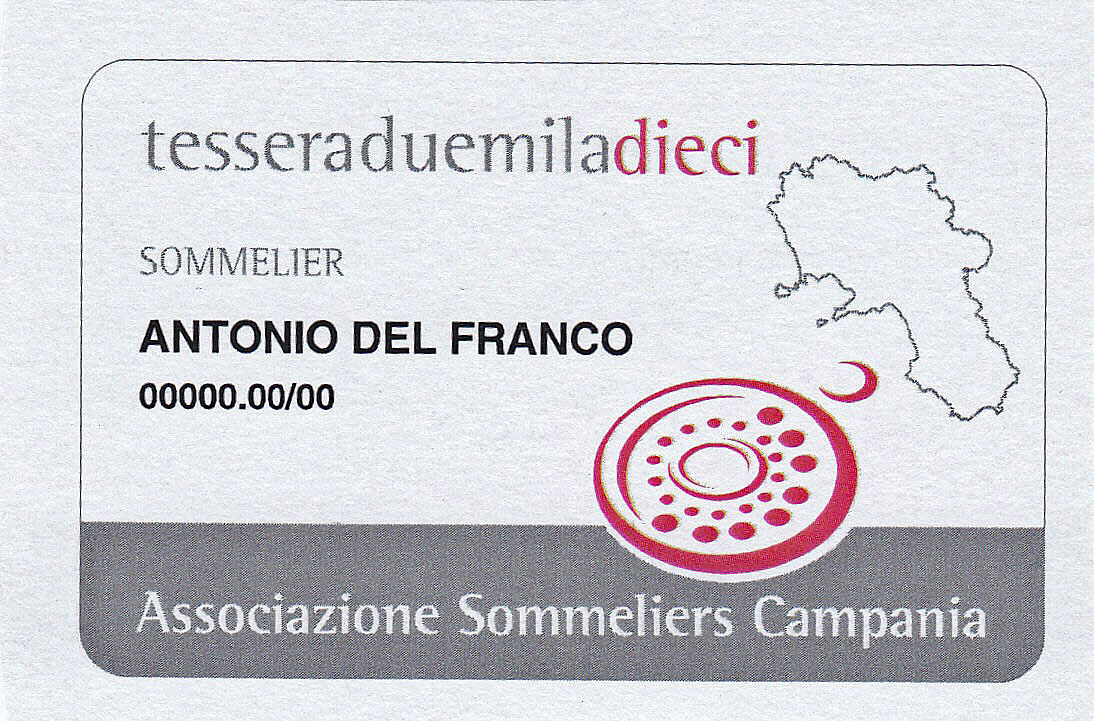 tesseraduemiladieci
SOMMELIER
ANTONIO DEL FRANCO
00000.00/00
Associazione Sommeliers Campania